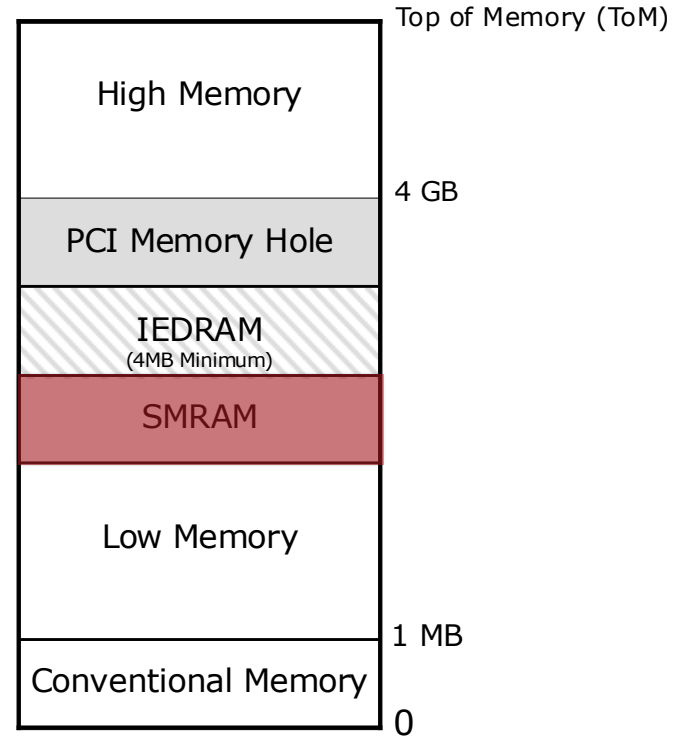 Top of Memory (ToM)
High Memory
4 GB
PCI Memory Hole
IEDRAM
(4MB Minimum)
SMRAM
Low Memory
1 MB
Conventional Memory
0